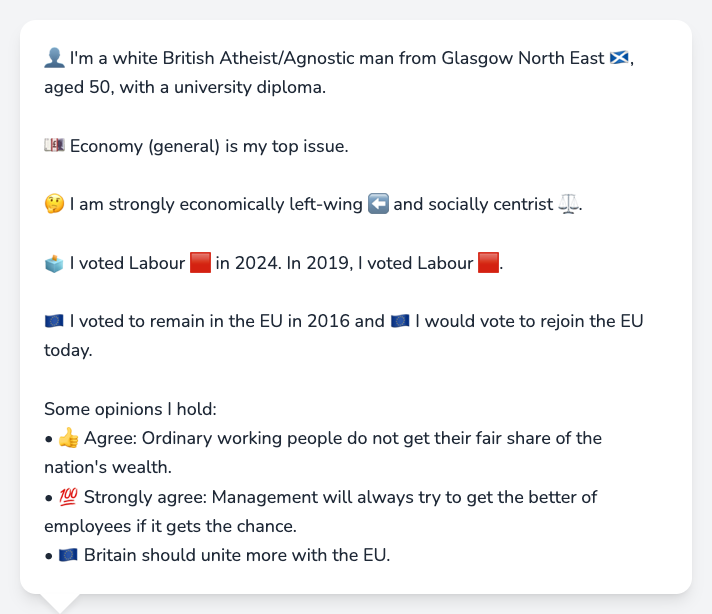 👤 I'm a white British Atheist/Agnostic man from Glasgow North East 🏴󠁧󠁢󠁳󠁣󠁴󠁿,
aged 50, with a university diploma.
💷 Economy (general) is my top issue.
🤔 I am strongly economically left-wing ⬅️ and socially centrist ⚖️.
🗳️ I voted Labour 🟥 in 2024. In 2019, I voted Labour 🟥.
🇪🇺 I voted to remain in the EU in 2016 and 🇪🇺 I would vote to rejoin the EU
today.
Some opinions I hold:
• 👍 Agree: Ordinary working people do not get their fair share of the
nation's wealth.
• 💯 Strongly agree: Management will always try to get the better of
employees if it gets the chance.
• 🇪🇺 Britain should unite more with the EU.